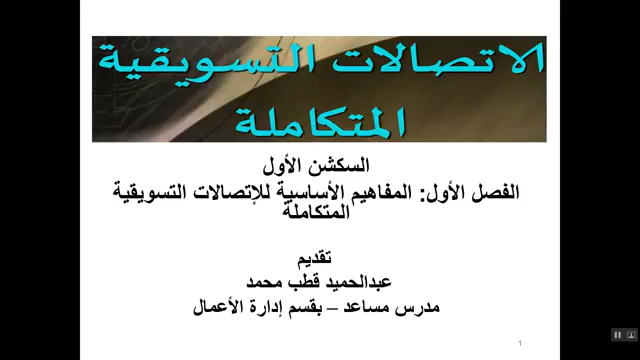 الاتصالات التسويقية
المتكاملة
السكشن الأول
الفصل الأول: المفاهيم الأساسية للإتصالات التسويقية
المتكاملة
تقديم
عبدالحميد قطب محمد
مدرس مساعد – بقسم إدارة الأعمال
1